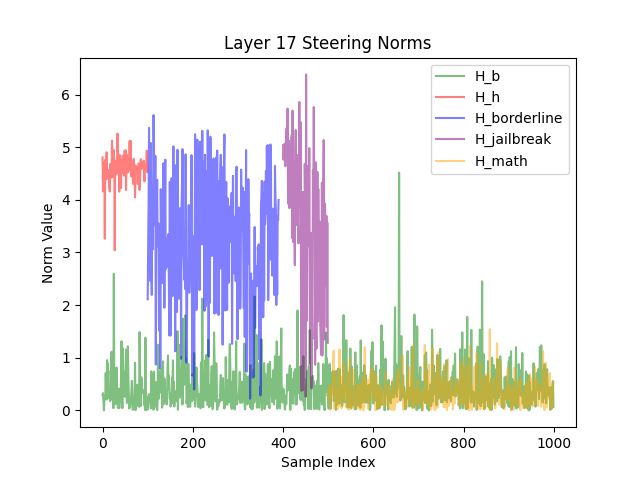 Layer 17 Steering Norms
H_b
H_h
H_borderline
H_jailbreak
H_math
Norm Value
6
5
4
3
2
1
0
0 200 400 600 800 1000
Sample Index